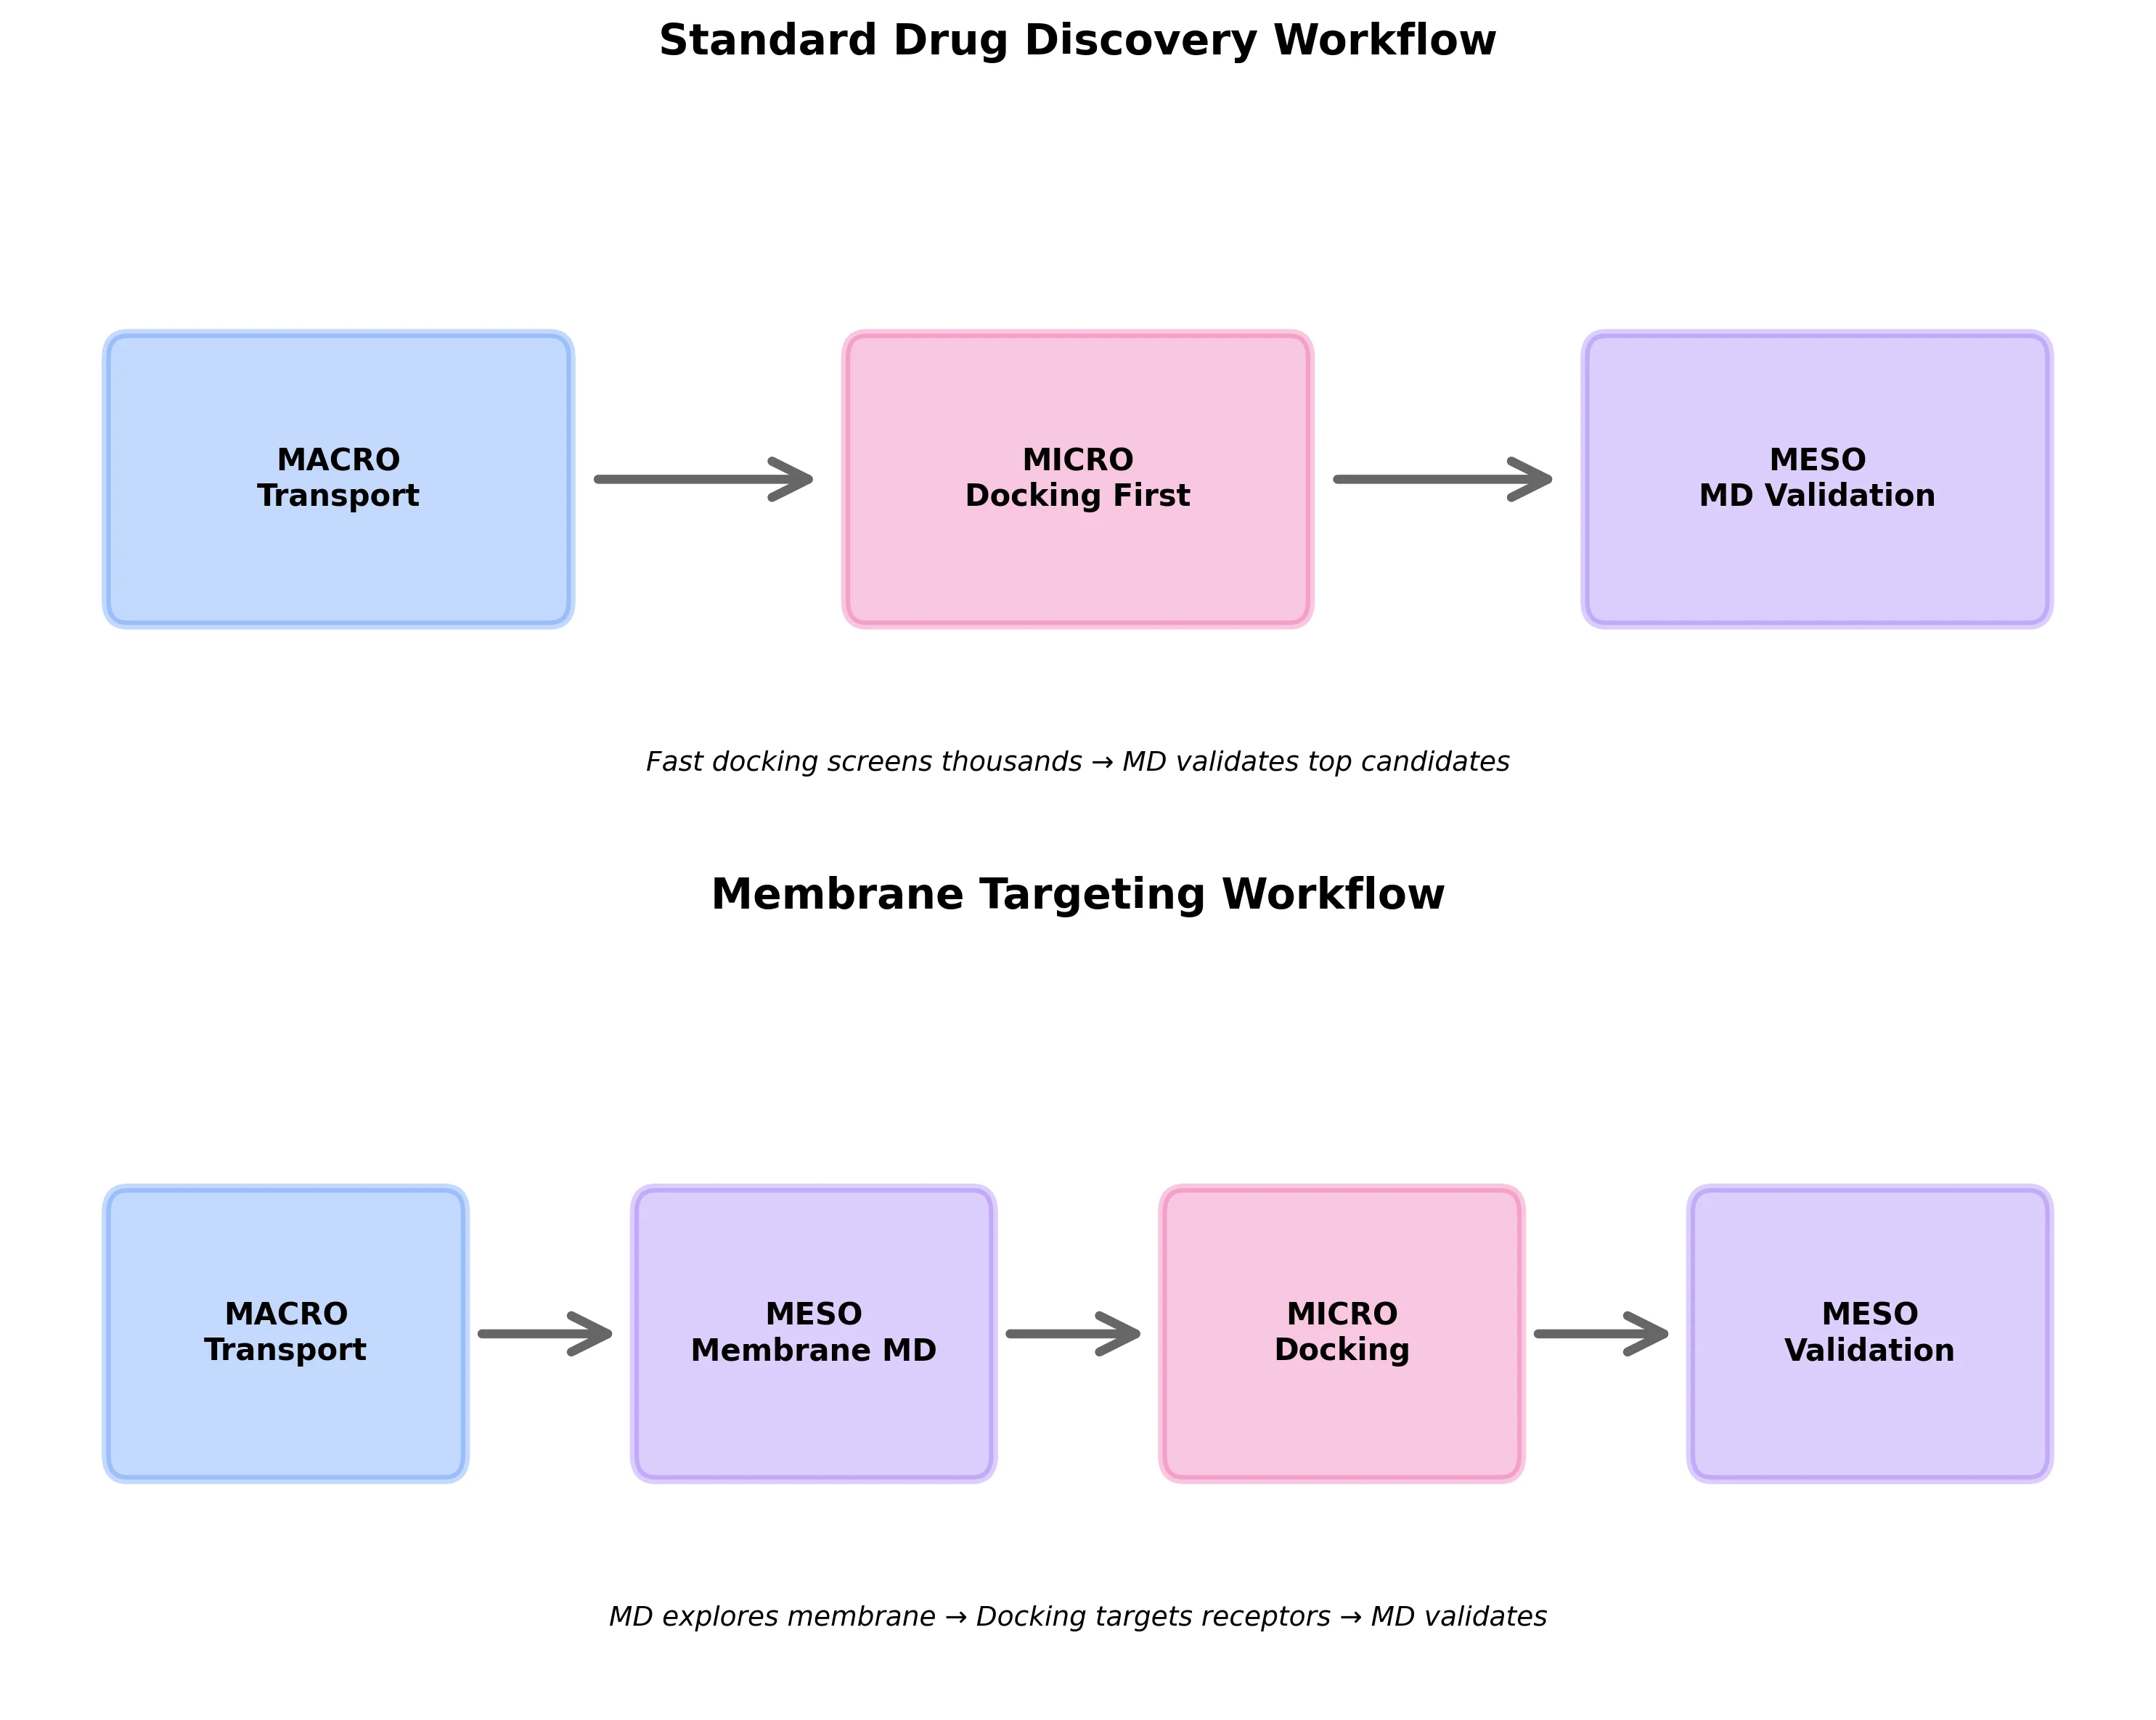 Standard Drug Discovery Workflow
MACRO
Transport
MICRO
Docking First
MESO
MD Validation
Fast docking screens thousands → MD validates top candidates
Membrane Targeting Workflow
MACRO
Transport
MESO
Membrane MD
MICRO
Docking
MESO
Validation
MD explores membrane → Docking targets receptors → MD validates